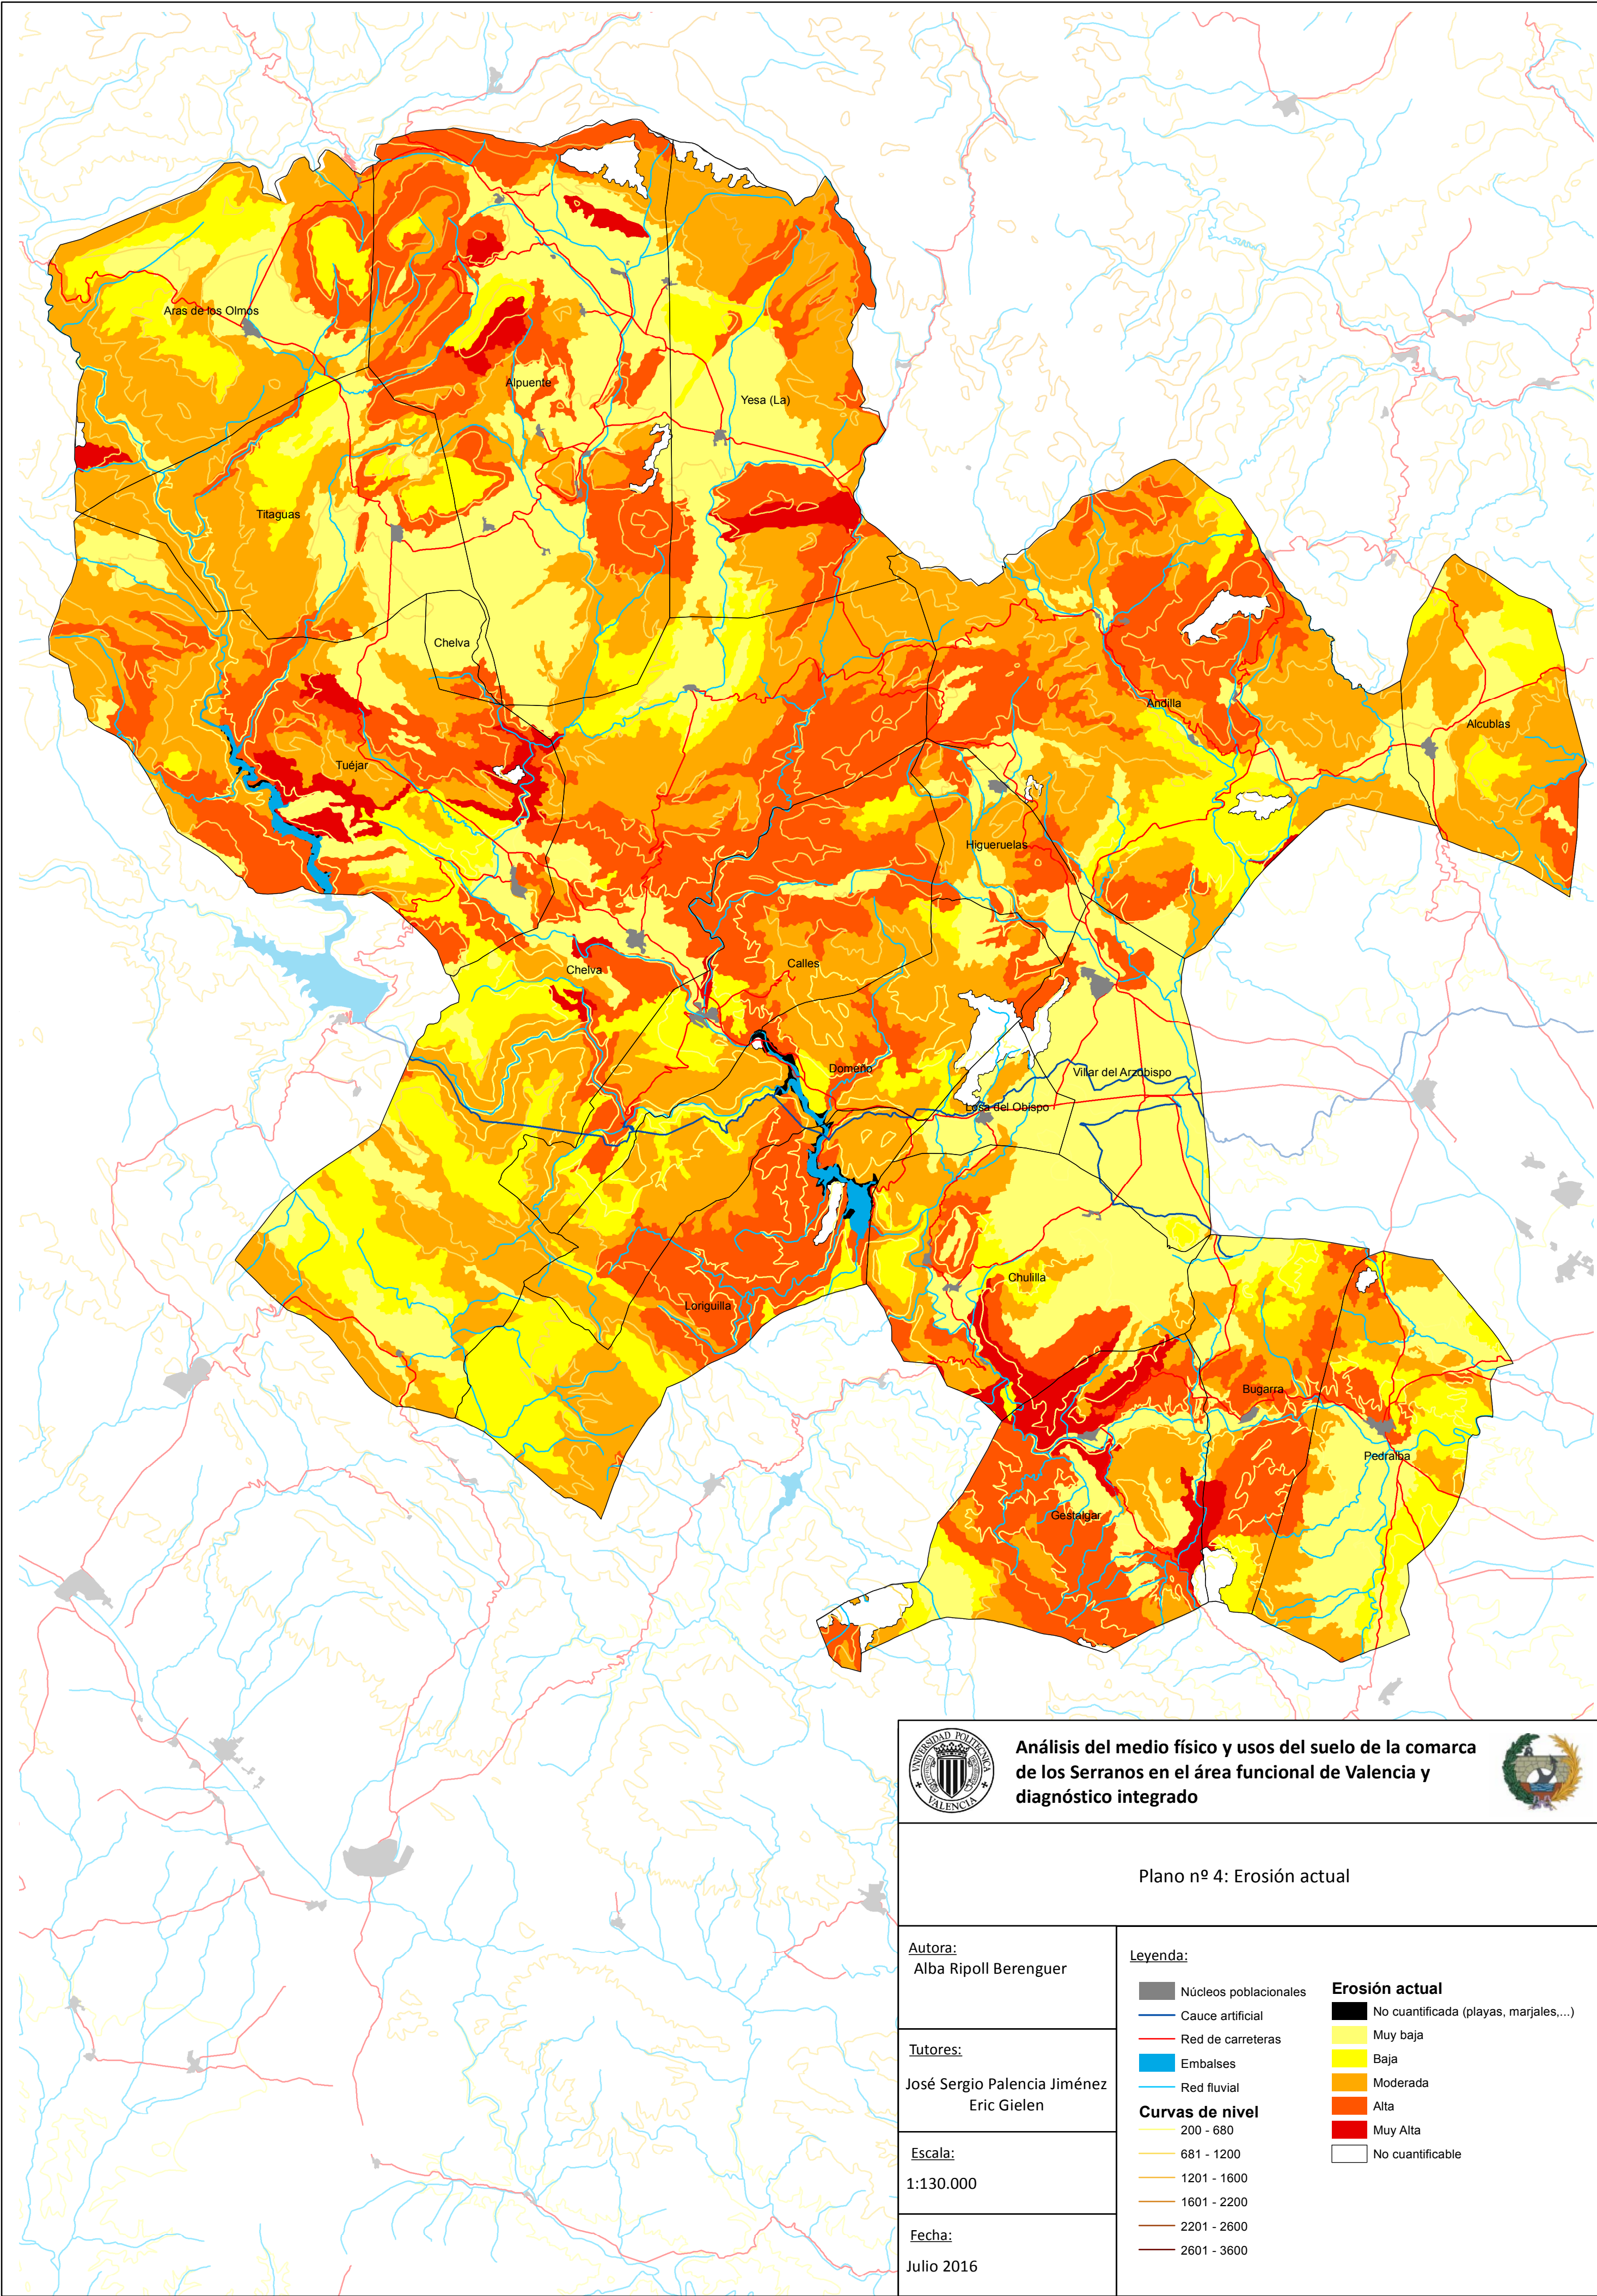 Aras de los Olmos
Alpuente
Yesa (La)
Titaguas
Chelva
Andilla
Alcublas
Tuéjar
Higueruelas
Calles
Chelva
Domeño
Villar del Arzobispo
Losa del Obispo
Chulilla
Loriguilla
Bugarra
Pedralba
Gestalgar
UNIVERSIDAD POLITECNICA
VALENCIA
Análisis del medio físico y usos del suelo de la comarca
de los Serranos en el área funcional de Valencia y
diagnóstico integrado
Plano nº 4: Erosión actual
Autora:
Alba Ripoll Berenguer
Tutores:
José Sergio Palencia Jiménez
Eric Gielen
Escala:
1:130.000
Fecha:
Julio 2016
Leyenda:
Núcleos poblacionales
Cauce artificial
Red de carreteras
Embalses
Red fluvial
Curvas de nivel
200 - 680
681 - 1200
1201 - 1600
1601 - 2200
2201 - 2600
2601 - 3600
Erosión actual
No cuantificada (playas, marjales,...)
Muy baja
Baja
Moderada
Alta
Muy Alta
No cuantificable